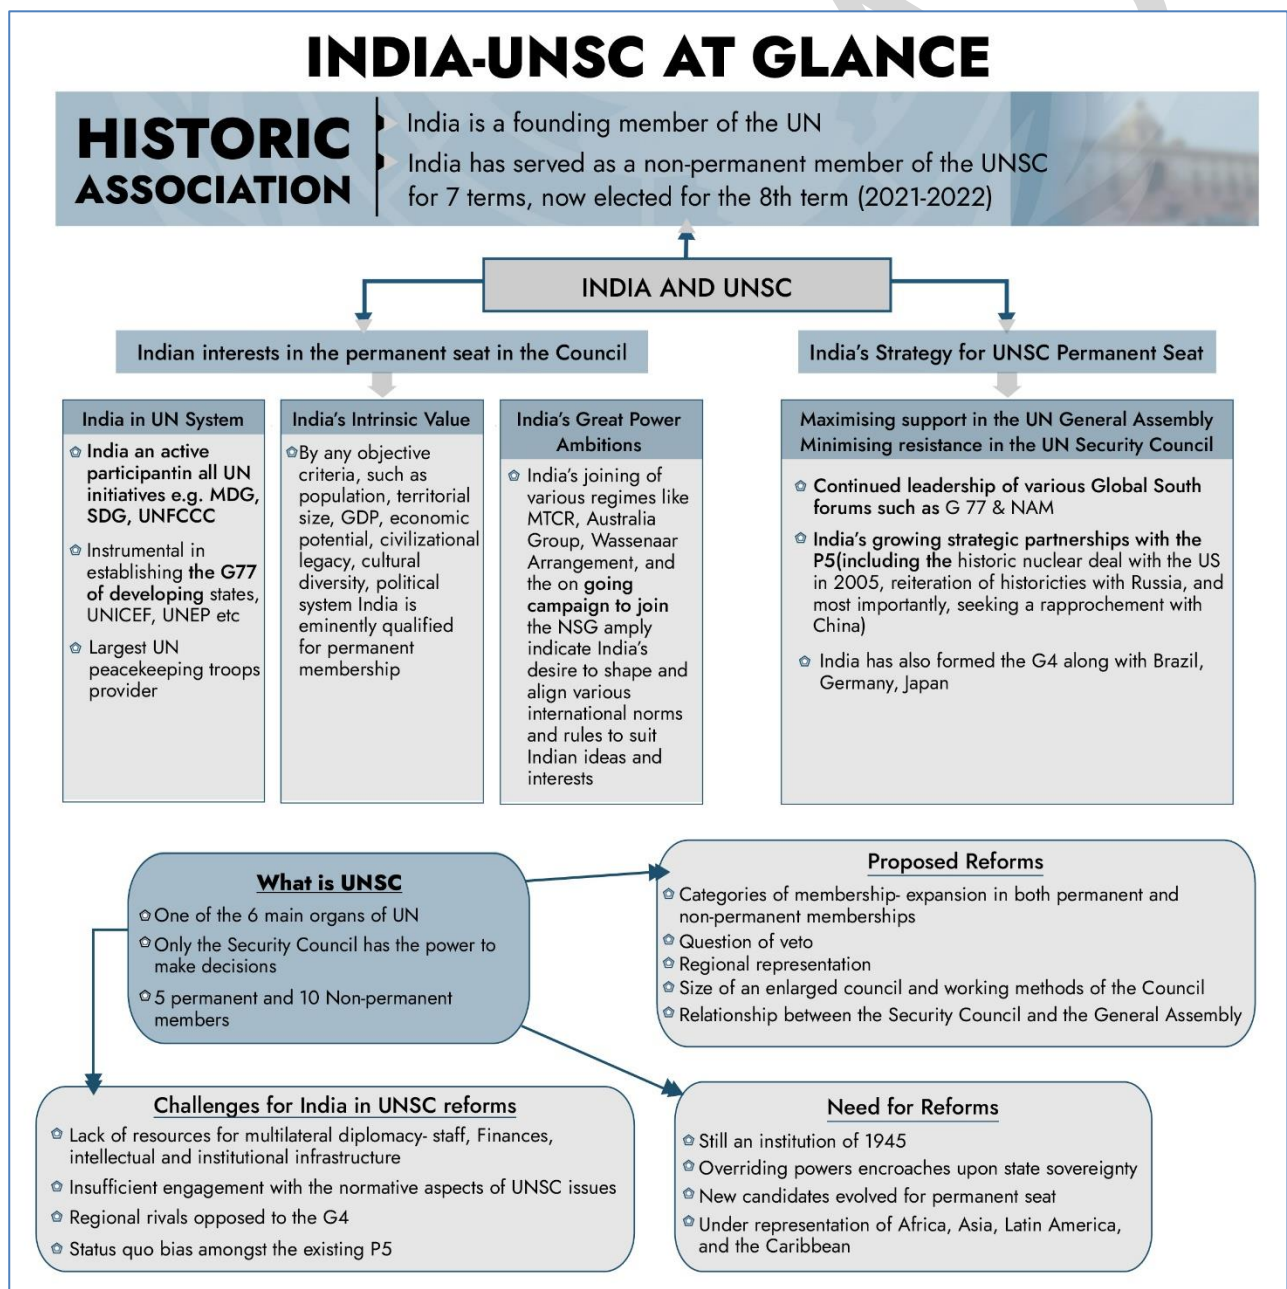 INDIA-UNSC AT GLANCE
HISTORIC
ASSOCIATION
India is a founding member of the UN
India has served as a non-permanent member of the UNSC
for 7 terms, now elected for the 8th term (2021-2022)
INDIA AND UNSC
Indian interests in the permanent seat in the Council
India's Strategy for UNSC Permanent Seat
India in UN System
India an active
participantin all UN
initiatives e.g. MDG,
SDG, UNFCCC
Instrumental in
establishing the G77
of developing states,
UNICEF, UNEP etc
Largest UN
peacekeeping troops
provider
India's Intrinsic Value
By any objective
criteria, such as
population, territorial
size, GDP, economic
potential, civilizational
legacy, cultural
diversity, political
system India is
eminently qualified
for permanent
membership
India's Great Power
Ambitions
India's joining of
various regimes like
MTCR, Australia
Group, Wassenaar
Arrangement, and
the on going
campaign to join
the NSG amply
indicate India's
desire to shape and
align various
international norms
and rules to suit
Indian ideas and
interests
Maximising support in the UN General Assembly
Minimising resistance in the UN Security Council
Continued leadership of various Global South
forums such as G 77 & NAM
India's growing strategic partnerships with the
P5(including the historic nuclear deal with the US
in 2005, reiteration of historicties with Russia, and
most importantly, seeking a rapprochement with
China)
India has also formed the G4 along with Brazil,
Germany, Japan
What is UNSC
One of the 6 main organs of UN
Only the Security Council has the power to
make decisions
5 permanent and 10 Non-permanent
members
Proposed Reforms
Categories of membership- expansion in both permanent and
non-permanent memberships
Question of veto
Regional representation
Size of an enlarged council and working methods of the Council
Relationship between the Security Council and the General Assembly
Challenges for India in UNSC reforms
Lack of resources for multilateral diplomacy- staff, Finances,
intellectual and institutional infrastructure
Insufficient engagement with the normative aspects of UNSC issues
Regional rivals opposed to the G4
Status quo bias amongst the existing P5
Need for Reforms
Still an institution of 1945
Overriding powers encroaches upon state sovereignty
New candidates evolved for permanent seat
Under representation of Africa, Asia, Latin America,
and the Caribbean